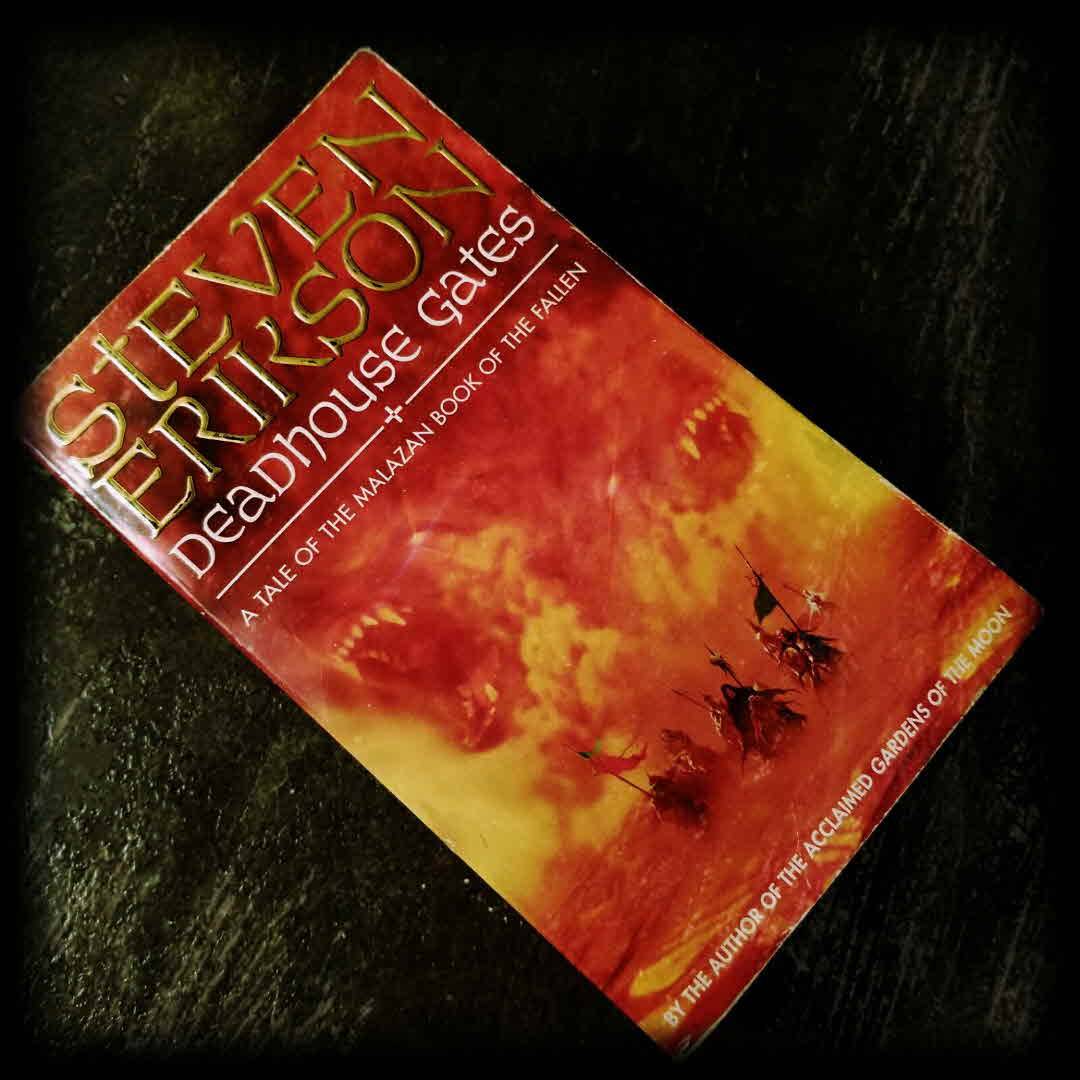 STEVEN
ERIKSON
DEADHOUSE GATES
A TALE OF THE MALAZAN BOOK OF THE FALLEN
BY THE AUTHOR OF THE ACCLAIMED GARDENS OF THE MOON